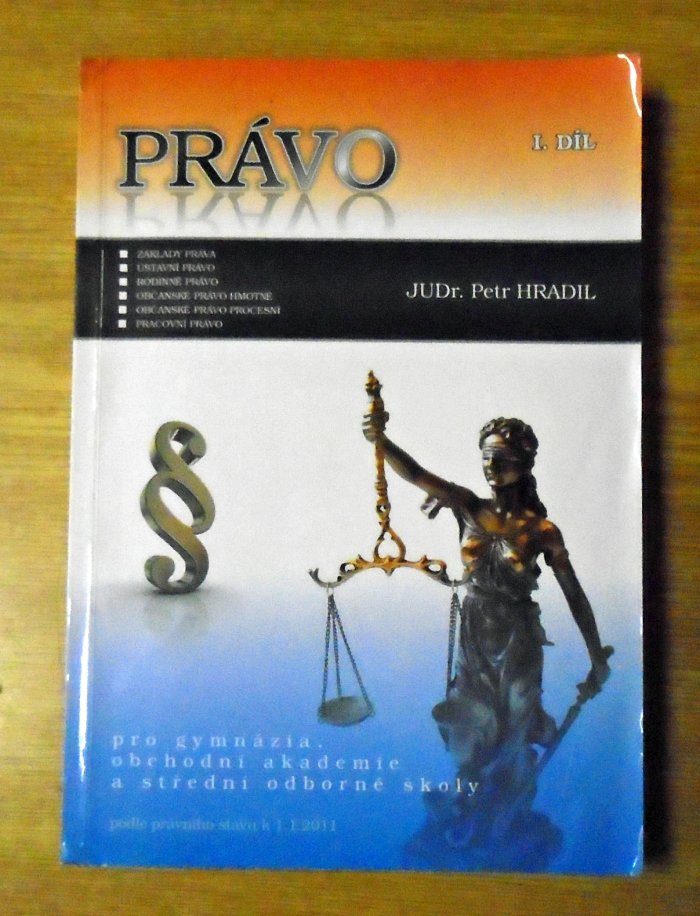 PRÁVO
I. DÍL
ZÁKLADY PRÁVA
ÚSTAVNÍ PRÁVO
RODINNÉ PRÁVO
OBČANSKÉ PRÁVO HMOTNÉ
OBČANSKÉ PRÁVO PROCESNÍ
PRACOVNÍ PRÁVO
JUDr. Petr HRADIL
§
pro gymnázia,
obchodní akademie
a střední odborné školy
podle právního stavu k 1.1.2011